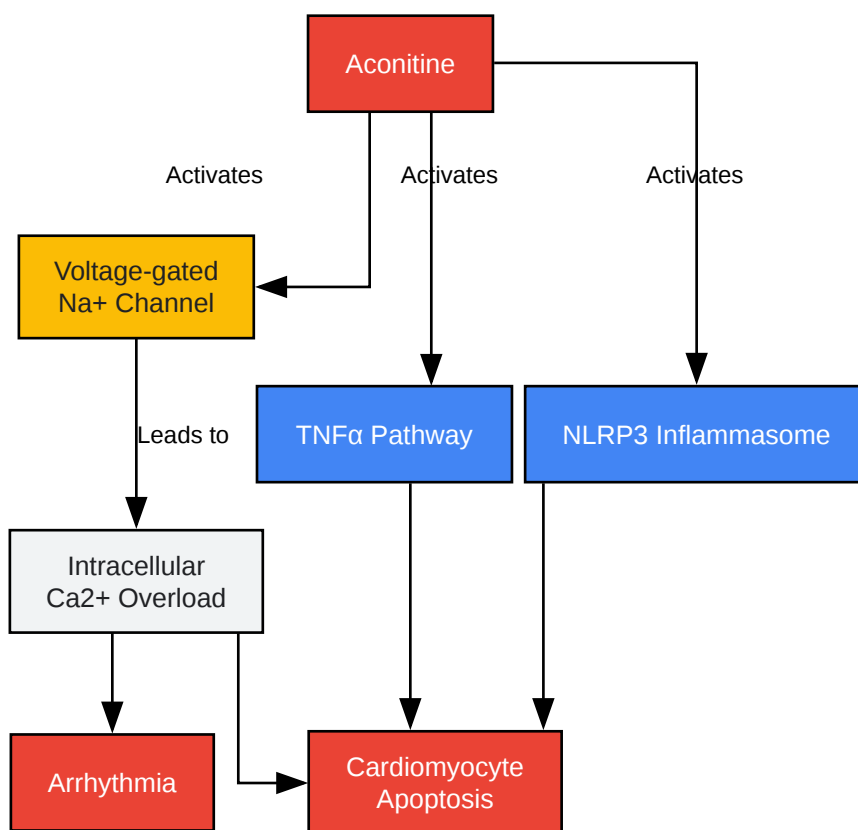 Aconitine
Activates
Activates
Activates
Voltage-gated
Na+ Channel
TNFα Pathway
NLRP3 Inflammasome
Leads to
Intracellular
Ca2+ Overload
Arrhythmia
Cardiomyocyte
Apoptosis